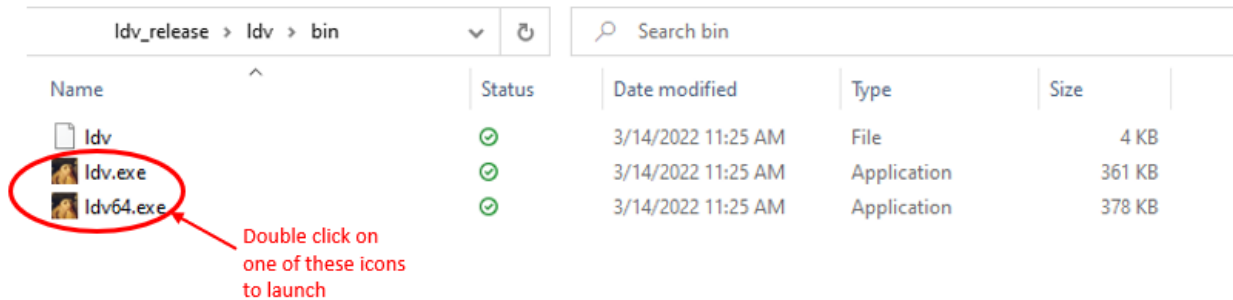 ldv_release > ldv > bin
Search bin
Name Status Date modified Type Size
ldv 3/14/2022 11:25 AM File 4 KB
ldv.exe 3/14/2022 11:25 AM Application 361 KB
ldv64.exe 3/14/2022 11:25 AM Application 378 KB
Double click on
one of these icons
to launch